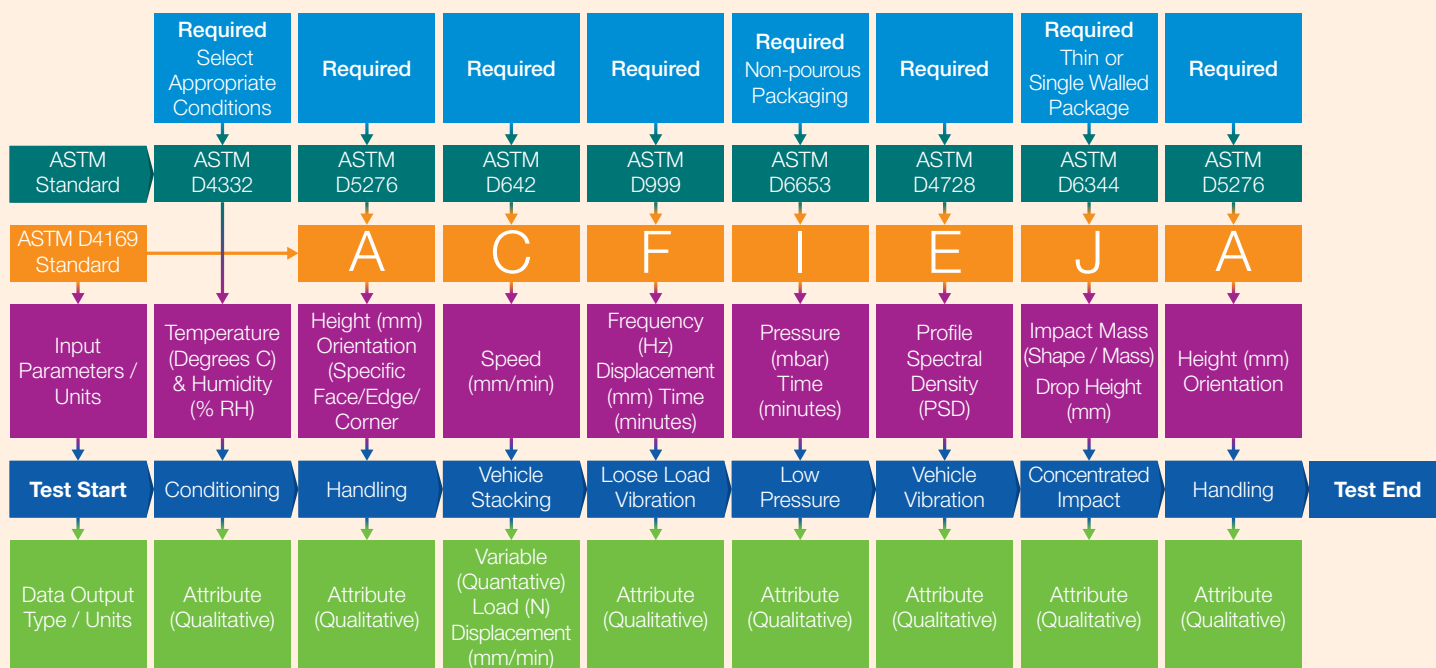 Required
Select
Appropriate
Conditions
Required
Required
Required
Required
Non-pourous
Packaging
Required
Required
Thin or
Single Walled
Package
Required
ASTM
Standard
ASTM
D4332
ASTM
D5276
ASTM
D642
ASTM
D999
ASTM
D6653
ASTM
D4728
ASTM
D6344
ASTM
D5276
ASTM D4169
Standard
A
C
F
I
E
J
A
Input
Parameters /
Units
Temperature
(Degrees C)
& Humidity
(% RH)
Height (mm)
Orientation
(Specific
Face/Edge/
Corner
Speed
(mm/min)
Frequency
(Hz)
Displacement
(mm) Time
(minutes)
Pressure
(mbar)
Time
(minutes)
Profile
Spectral
Density
(PSD)
Impact Mass
(Shape / Mass)
Drop Height
(mm)
Height (mm)
Orientation
Test Start
Conditioning
Handling
Vehicle
Stacking
Loose Load
Vibration
Low
Pressure
Vehicle
Vibration
Concentrated
Impact
Handling
Test End
Data Output
Type / Units
Attribute
(Qualitative)
Attribute
(Qualitative)
Variable
(Quantative)
Load (N)
Displacement
(mm/min)
Attribute
(Qualitative)
Attribute
(Qualitative)
Attribute
(Qualitative)
Attribute
(Qualitative)
Attribute
(Qualitative)